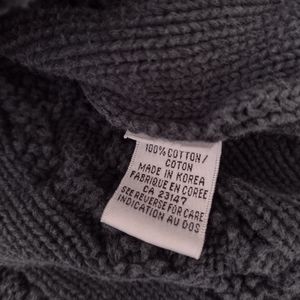 100% COTTON/
COTON
MADE IN KOREA
FABRIQUE EN COREE
CA 23147
SEE REVERSE FOR CARE
INDICATION AU DOS